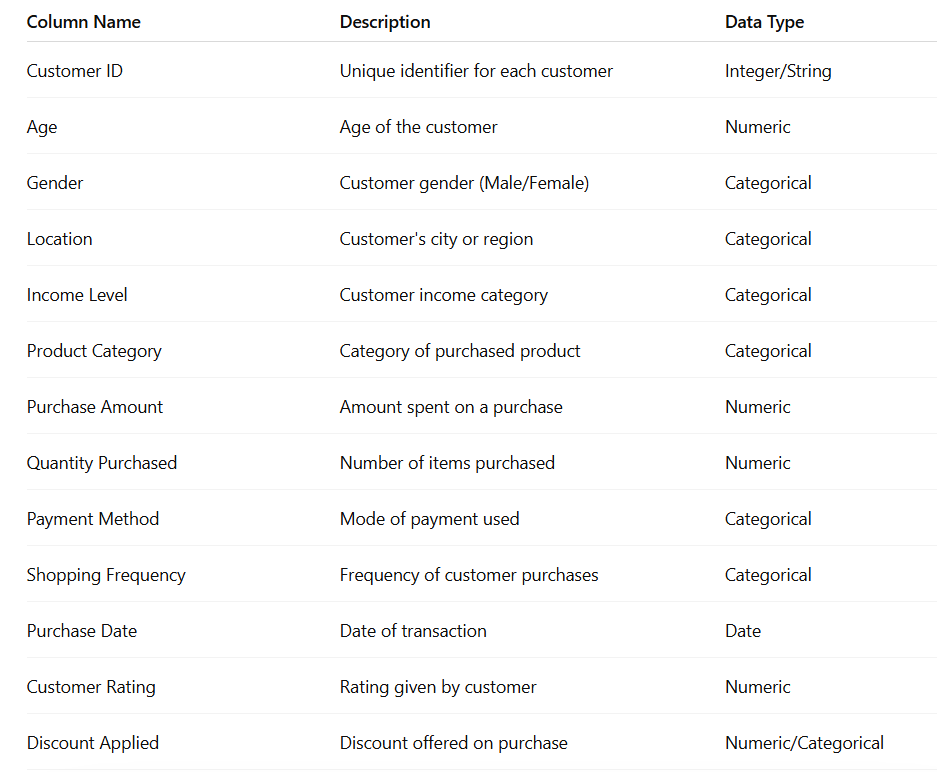 Column Name Description Data Type
Customer ID Unique identifier for each customer Integer/String
Age Age of the customer Numeric
Gender Customer gender (Male/Female) Categorical
Location Customer's city or region Categorical
Income Level Customer income category Categorical
Product Category Category of purchased product Categorical
Purchase Amount Amount spent on a purchase Numeric
Quantity Purchased Number of items purchased Numeric
Payment Method Mode of payment used Categorical
Shopping Frequency Frequency of customer purchases Categorical
Purchase Date Date of transaction Date
Customer Rating Rating given by customer Numeric
Discount Applied Discount offered on purchase Numeric/Categorical